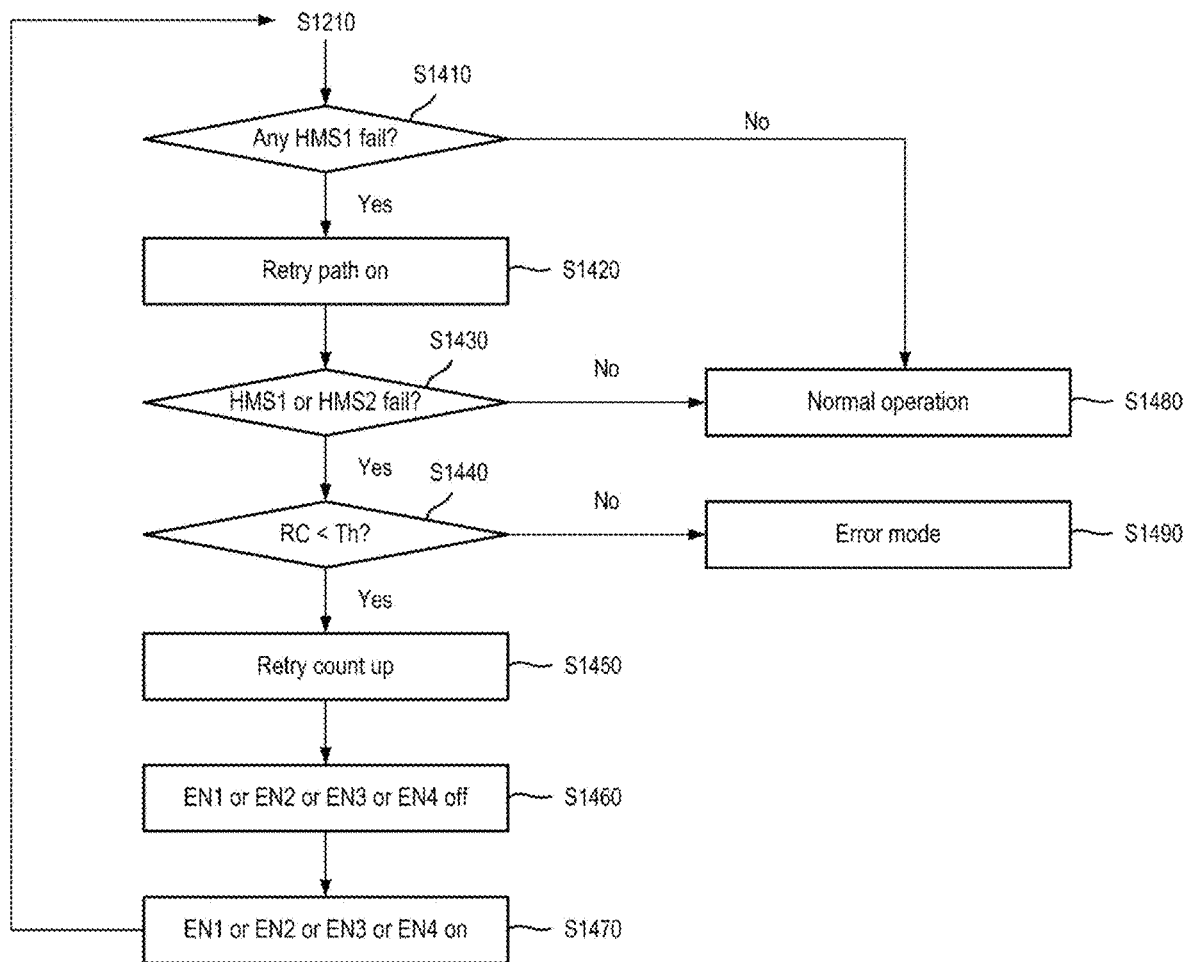 S1210
S1410
Any HMS1 fail?
No
Yes
Retry path on
S1420
S1430
HMS1 or HMS2 fail?
No
Normal operation
S1480
Yes
S1440
RC < Th?
No
Error mode
S1490
Yes
Retry count up
S1450
EN1 or EN2 or EN3 or EN4 off
S1460
EN1 or EN2 or EN3 or EN4 on
S1470